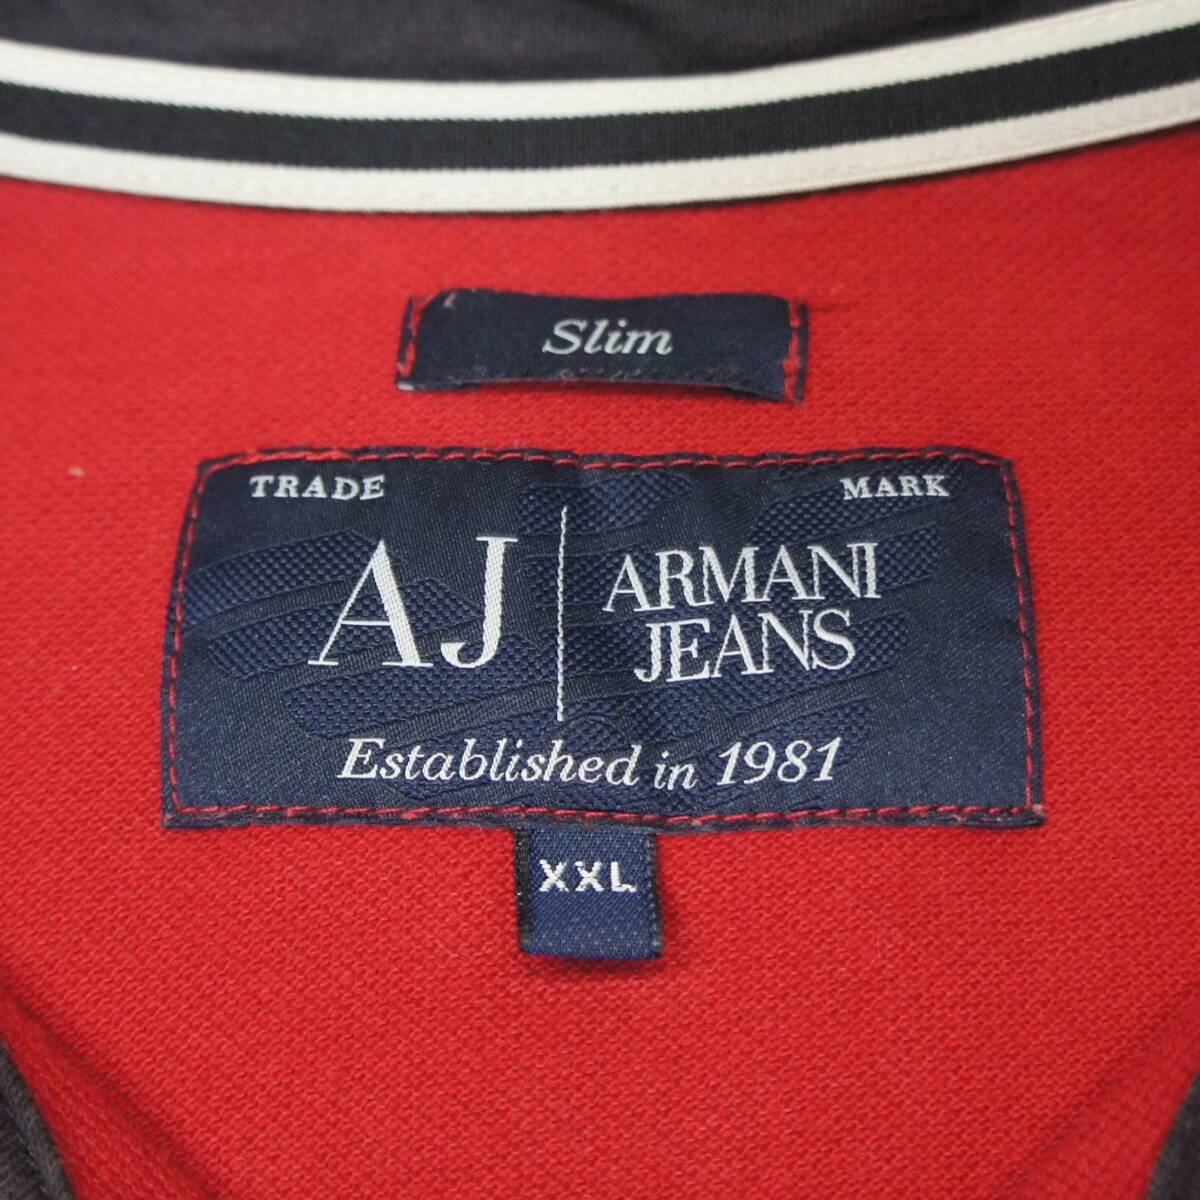 Slim
TRADE MARK
AJ ARMANI
JEANS
Established in 1981
XXL